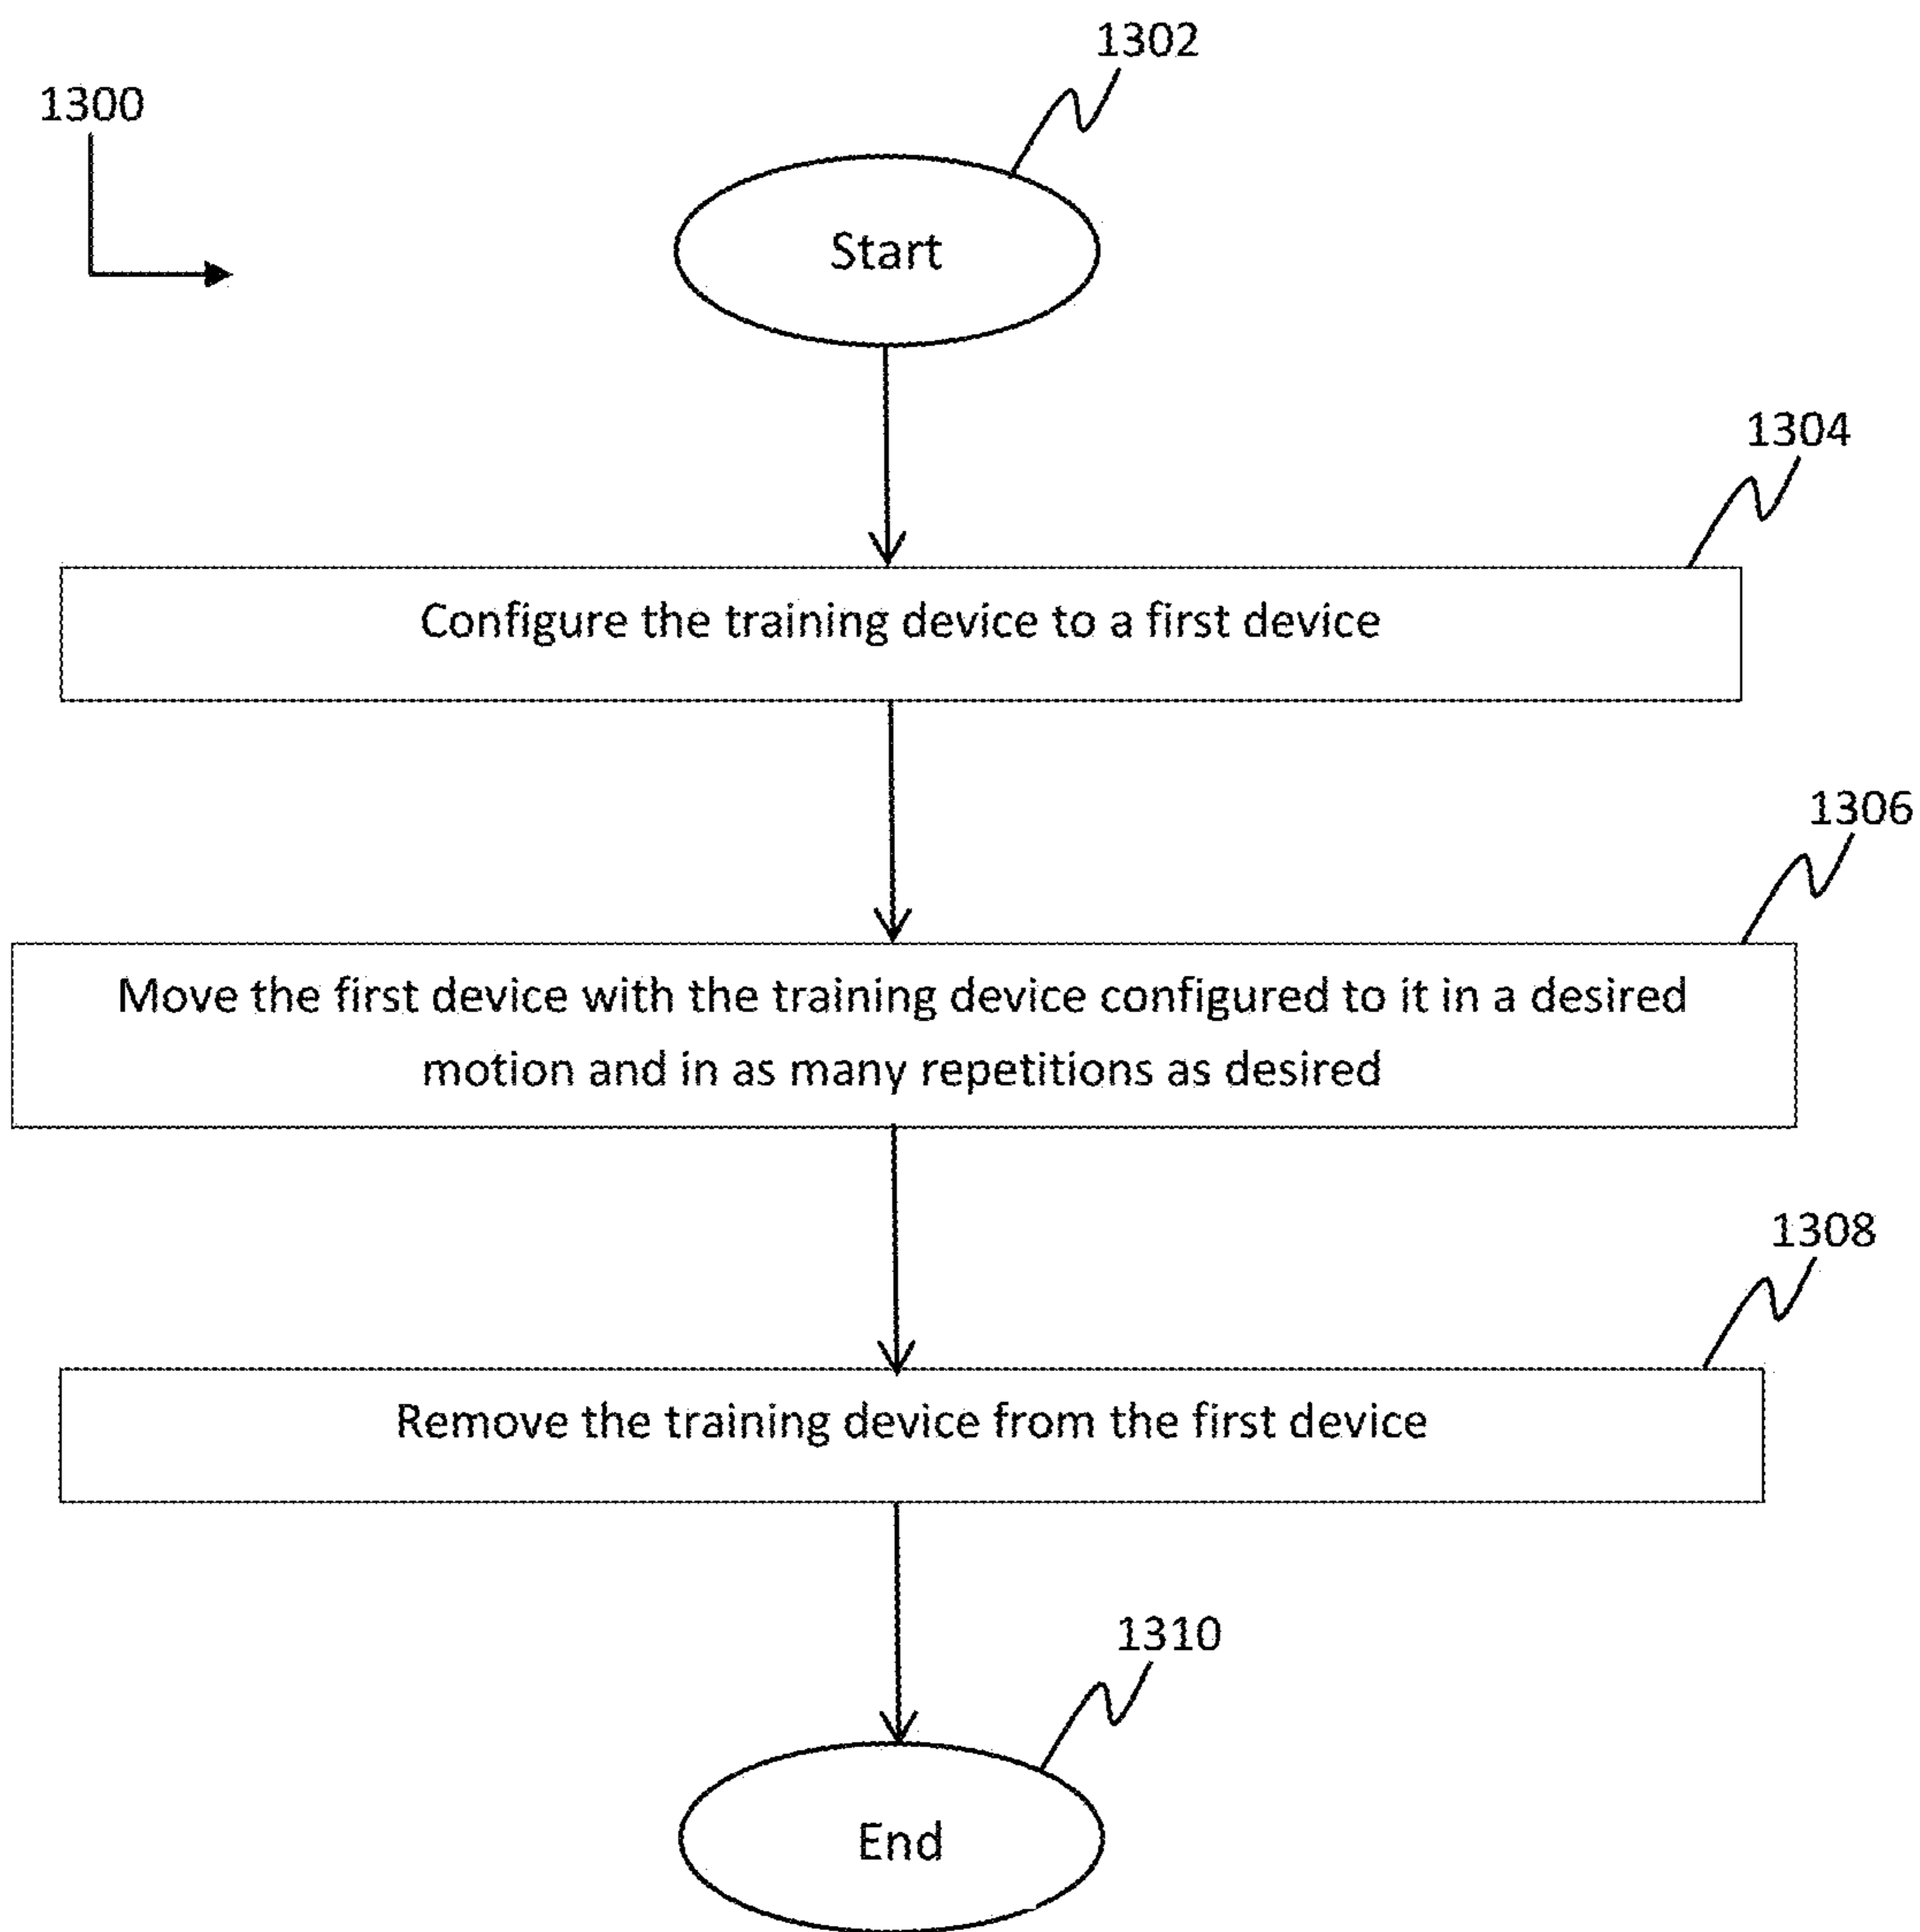 1302
1300
Start
1304
Configure the training device to a first device
1306
Move the first device with the training device configured to it in a desired
motion and in as many repetitions as desired
1308
Remove the training device from the first device
1310
End